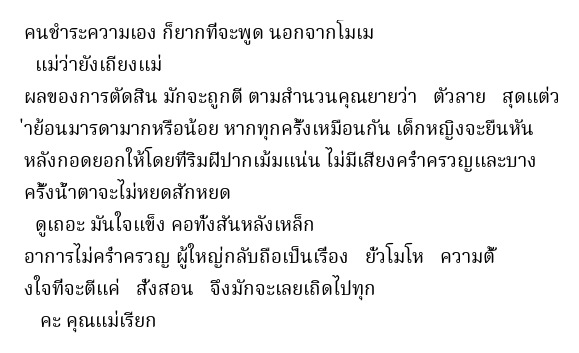 คนชำระความเอง ก็ยากที่จะพูด นอกจากโมเม
แม่ว่ายังเถียงแม่
ผลของการตัดสิน มักจะถูกตี ตามสำนวนคุณยายว่า ตัวลาย สุดแต่ว
่าย้อนมารดามากหรือน้อย หากทุกครั้งเหมือนกัน เด็กหญิงจะยืนหัน
หลังกอดยอกให้โดยที่ริมฝีปากเม้มแน่น ไม่มีเสียงคร่ำครวญและบาง
ครั้งน้ำตาจะไม่หยดสักหยด
ดูเถอะ มันใจแข็ง คอทั่งสันหลังเหล็ก
อาการไม่คร่ำครวญ ผู้ใหญ่กลับถือเป็นเรื่อง ยั่วโมโห ความตั้
งใจที่จะตีแค่ สั่งสอน จึงมักจะเลยเถิดไปทุก
คะ คุณแม่เรียก